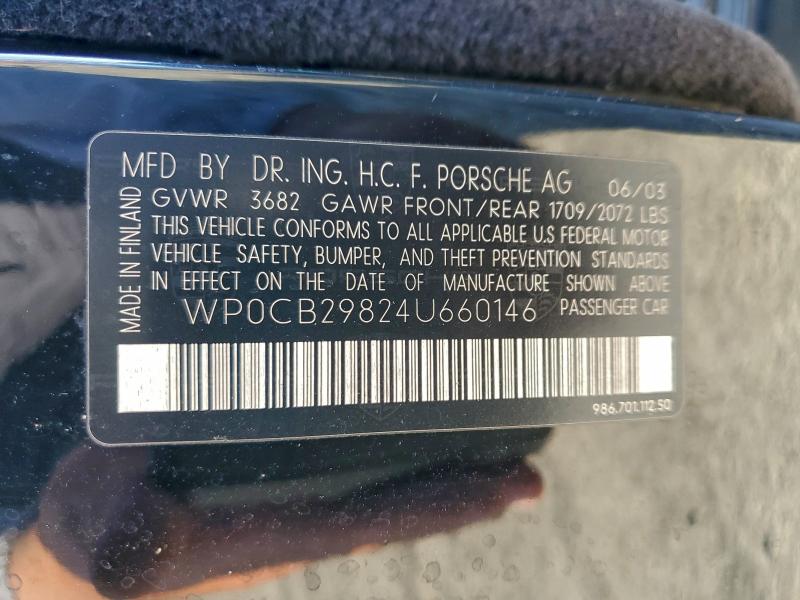 MFD BY DR. ING. H.C. F. PORSCHE AG 06/03
GVWR 3682 GAWR FRONT/REAR 1709/2072 LBS
THIS VEHICLE CONFORMS TO ALL APPLICABLE U.S FEDERAL MOTOR
VEHICLE SAFETY, BUMPER, AND THEFT PREVENTION STANDARDS
IN EFFECT ON THE DATE OF MANUFACTURE SHOWN ABOVE
WP0CB29824U660146 PASSENGER CAR
MADE IN FINLAND
986.701.112.50